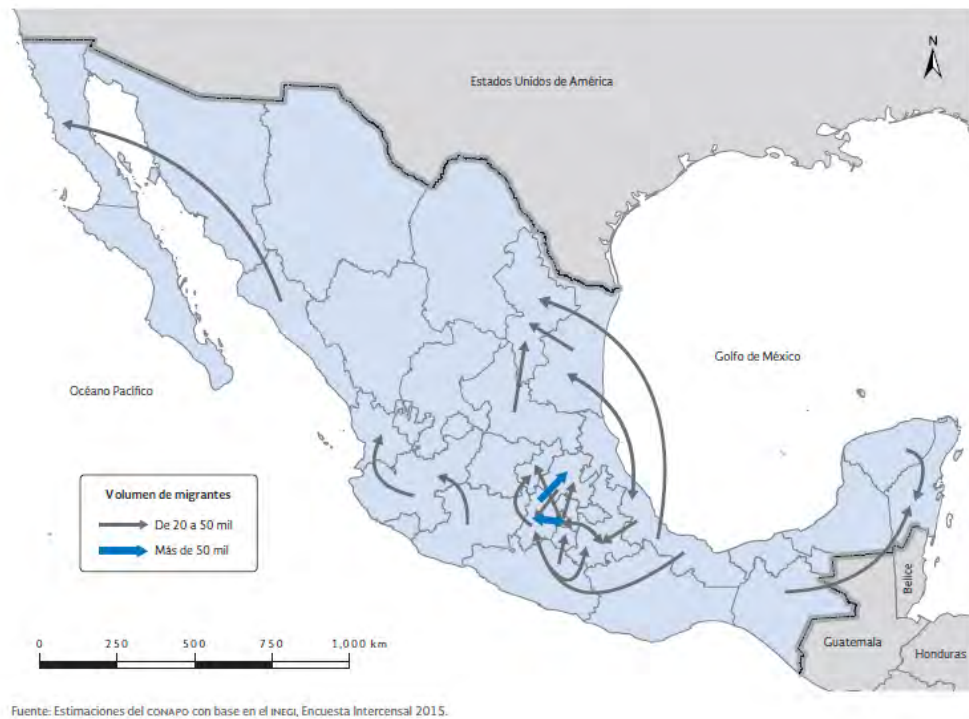 N
Estados Unidos de América
Golfo de México
Océano Pacífico
Volumen de migrantes
De 20 a 50 mil
Más de 50 mil
Belice
Guatemala
Honduras
0 250 500 750 1,000 km
Fuente: Estimaciones del CONAPO con base en el INEGI, Encuesta Intercensal 2015.